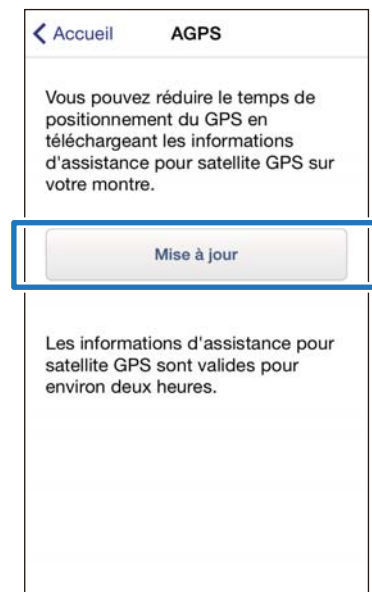 Accueil AGPS
Vous pouvez réduire le temps de
positionnement du GPS en
téléchargeant les informations
d'assistance pour satellite GPS sur
votre montre.
Mise à jour
Les informations d'assistance pour
satellite GPS sont valides pour
environ deux heures.